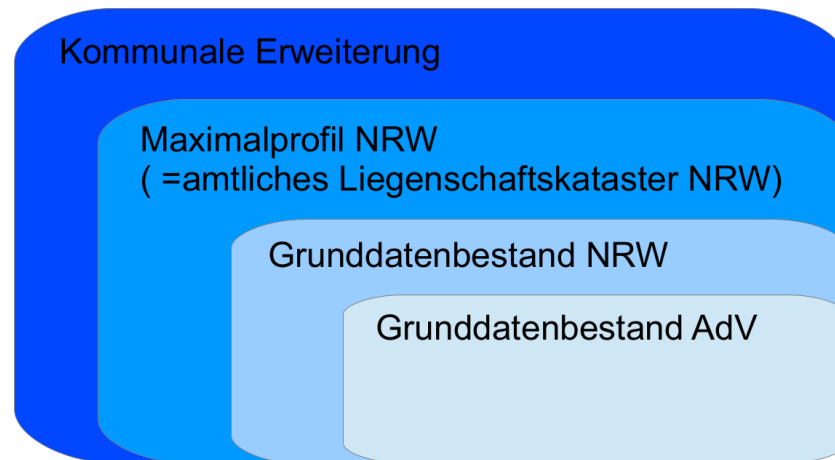 Kommunale Erweiterung
Maximalprofil NRW
( =amtliches Liegenschaftskataster NRW)
Grunddatenbestand NRW
Grunddatenbestand AdV